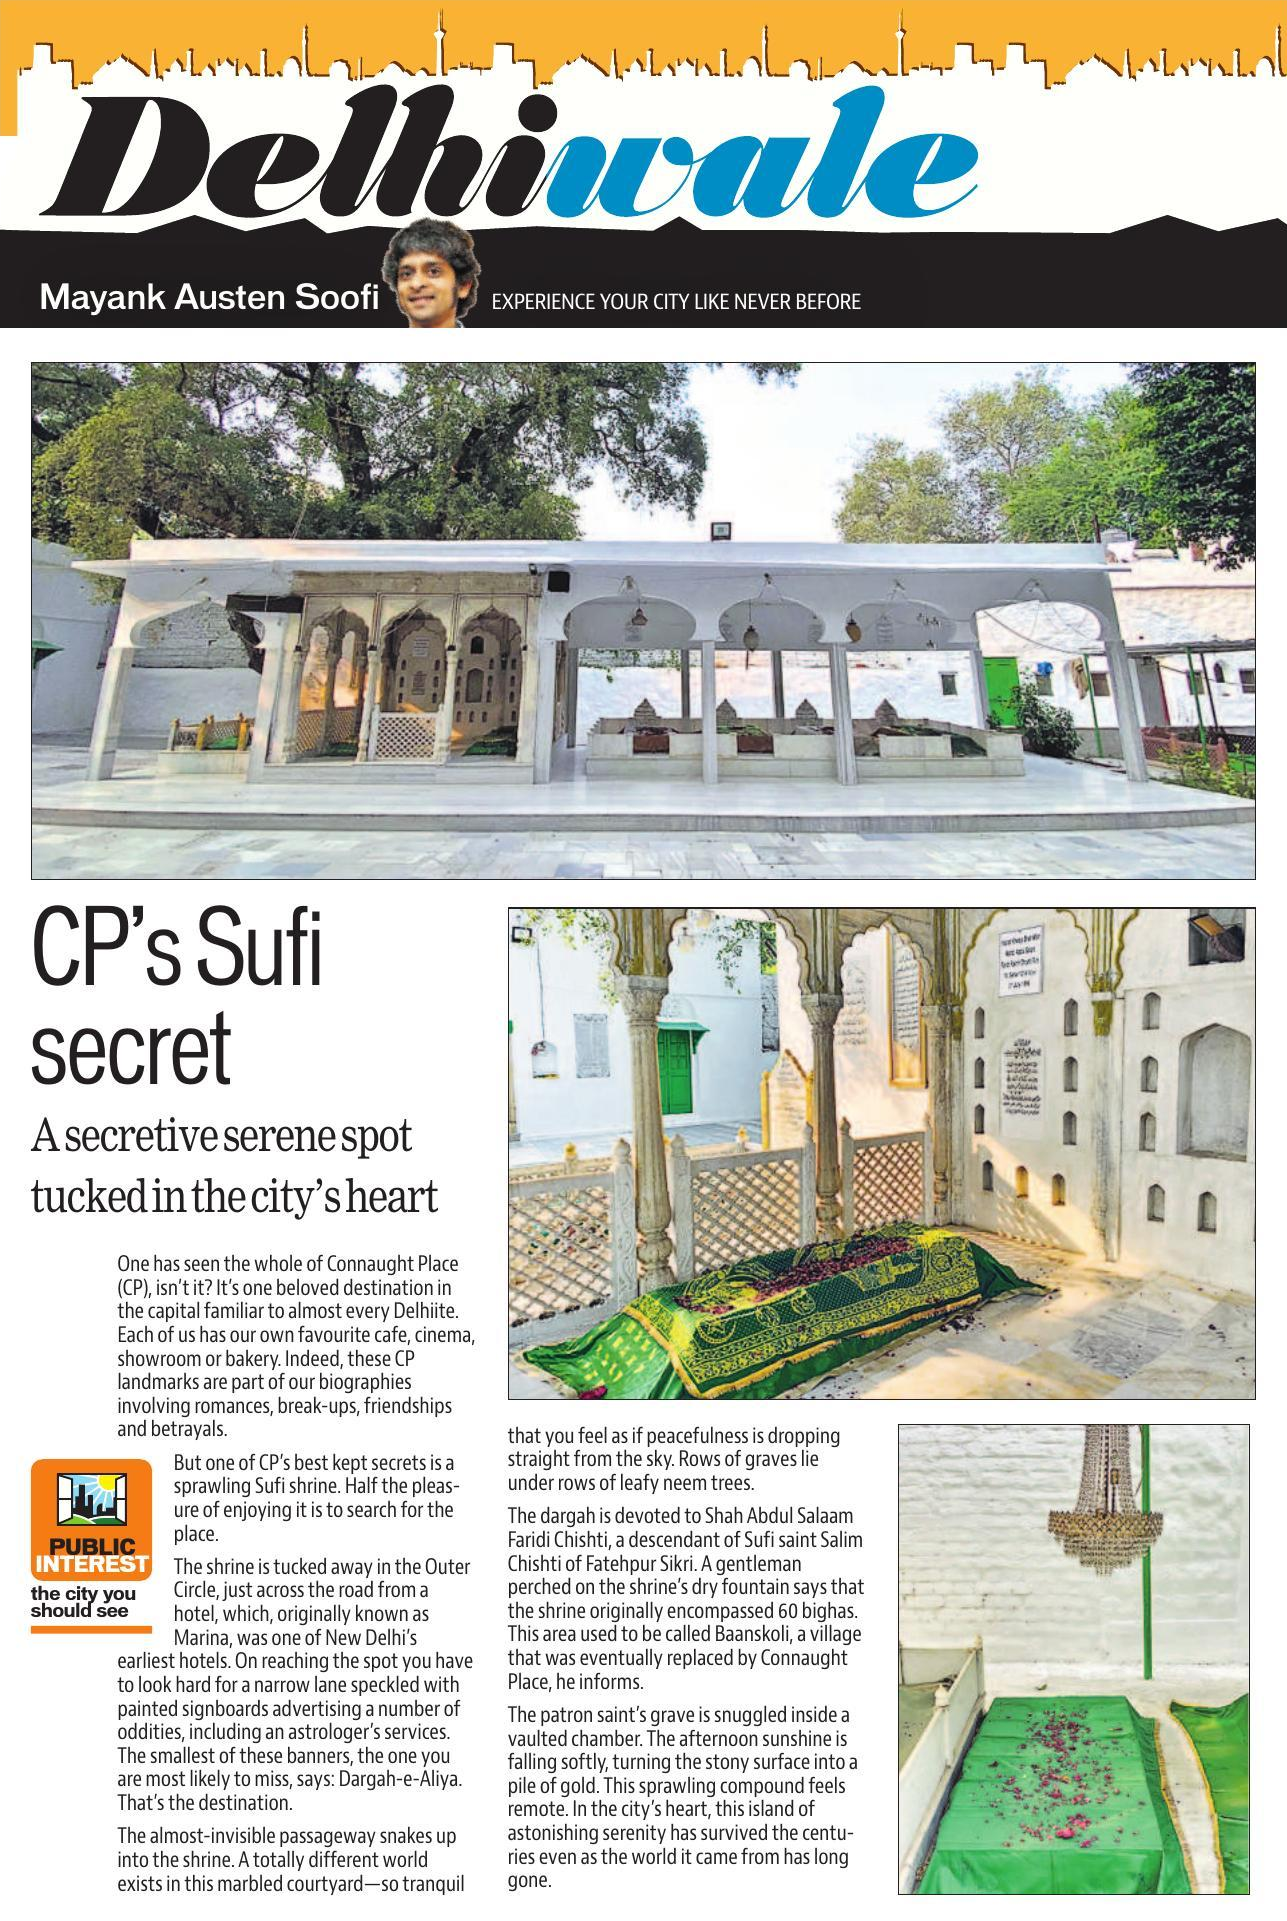 Delhiwale
Mayank Austen Soofi
EXPERIENCE YOUR CITY LIKE NEVER BEFORE
CP's Sufi
secret
A secretive serene spot
tucked in the city's heart
One has seen the whole of Connaught Place
(CP), isn't it? It's one beloved destination in
the capital familiar to almost every Delhiite.
Each of us has our own favourite cafe, cinema,
showroom or bakery. Indeed, these CP
landmarks are part of our biographies
involving romances, break-ups, friendships
and betrayals.
PUBLIC
INTEREST
the city you
should see
But one of CP's best kept secrets is a
sprawling Sufi shrine. Half the pleas-
ure of enjoying it is to search for the
place.
The shrine is tucked away in the Outer
Circle, just across the road from a
hotel, which, originally known as
Marina, was one of New Delhi's
earliest hotels. On reaching the spot you have
to look hard for a narrow lane speckled with
painted signboards advertising a number of
oddities, including an astrologer's services.
The smallest of these banners, the one you
are most likely to miss, says: Dargah-e-Aliya.
That's the destination.
The almost-invisible passageway snakes up
into the shrine. A totally different world
exists in this marbled courtyard—so tranquil
that you feel as if peacefulness is dropping
straight from the sky. Rows of graves lie
under rows of leafy neem trees.
The dargah is devoted to Shah Abdul Salaam
Faridi Chishti, a descendant of Sufi saint Salim
Chishti of Fatehpur Sikri. A gentleman
perched on the shrine's dry fountain says that
the shrine originally encompassed 60 bighas.
This area used to be called Baanskoli, a village
that was eventually replaced by Connaught
Place, he informs.
The patron saint's grave is snuggled inside a
vaulted chamber. The afternoon sunshine is
falling softly, turning the stony surface into a
pile of gold. This sprawling compound feels
remote. In the city's heart, this island of
astonishing serenity has survived the centu-
ries even as the world it came from has long
gone.